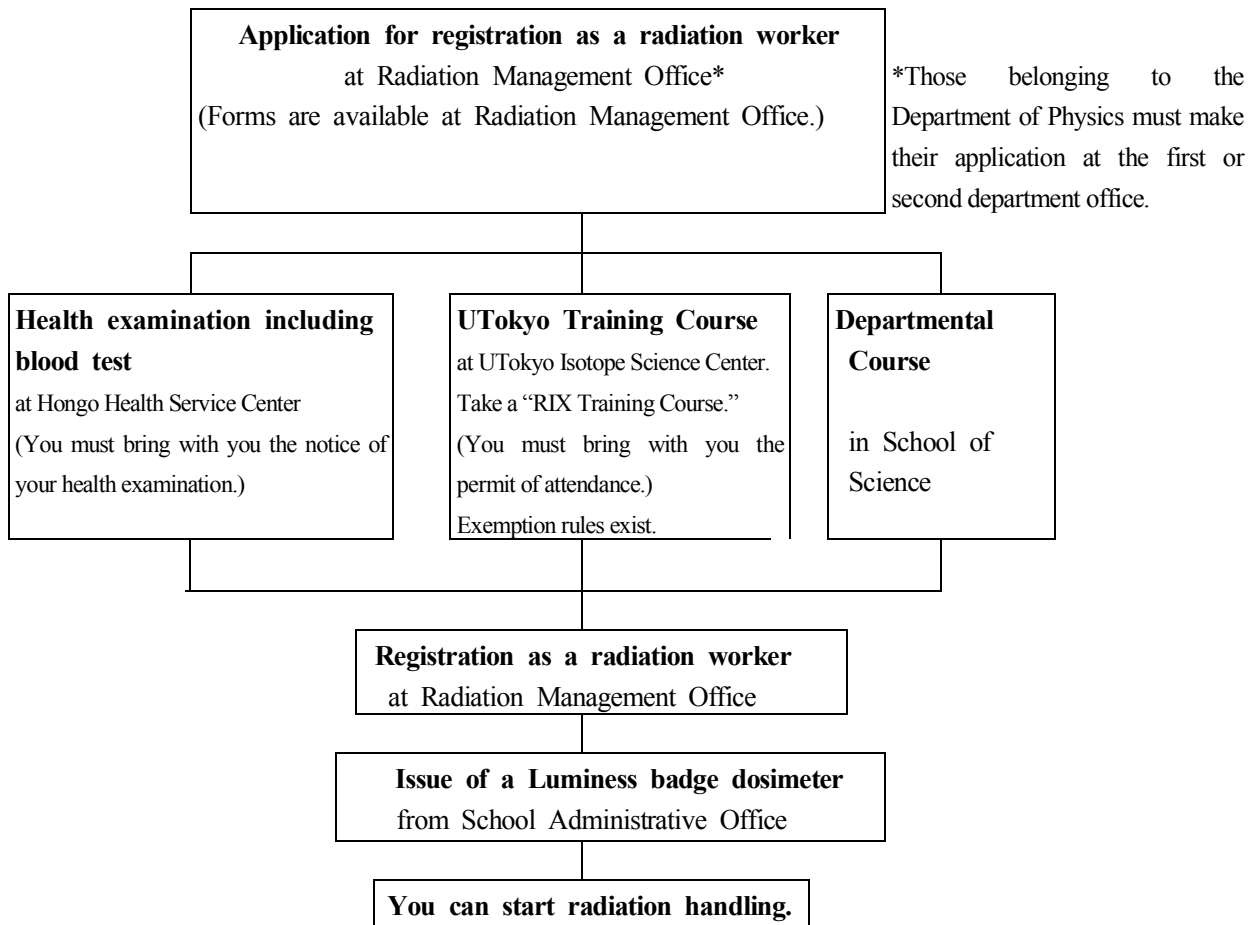 Application for registration as a radiation worker
at Radiation Management Office*
(Forms are available at Radiation Management Office.)
*Those belonging to the
Department of Physics must make
their application at the first or
second department office.
Health examination including
blood test
at Hongo Health Service Center
(You must bring with you the notice of
your health examination.)
UTokyo Training Course
at UTokyo Isotope Science Center.
Take a “RIX Training Course.”
(You must bring with you the
permit of attendance.)
Exemption rules exist.
Departmental
Course
in School of
Science
Registration as a radiation worker
at Radiation Management Office
Issue of a Luminess badge dosimeter
from School Administrative Office
You can start radiation handling.